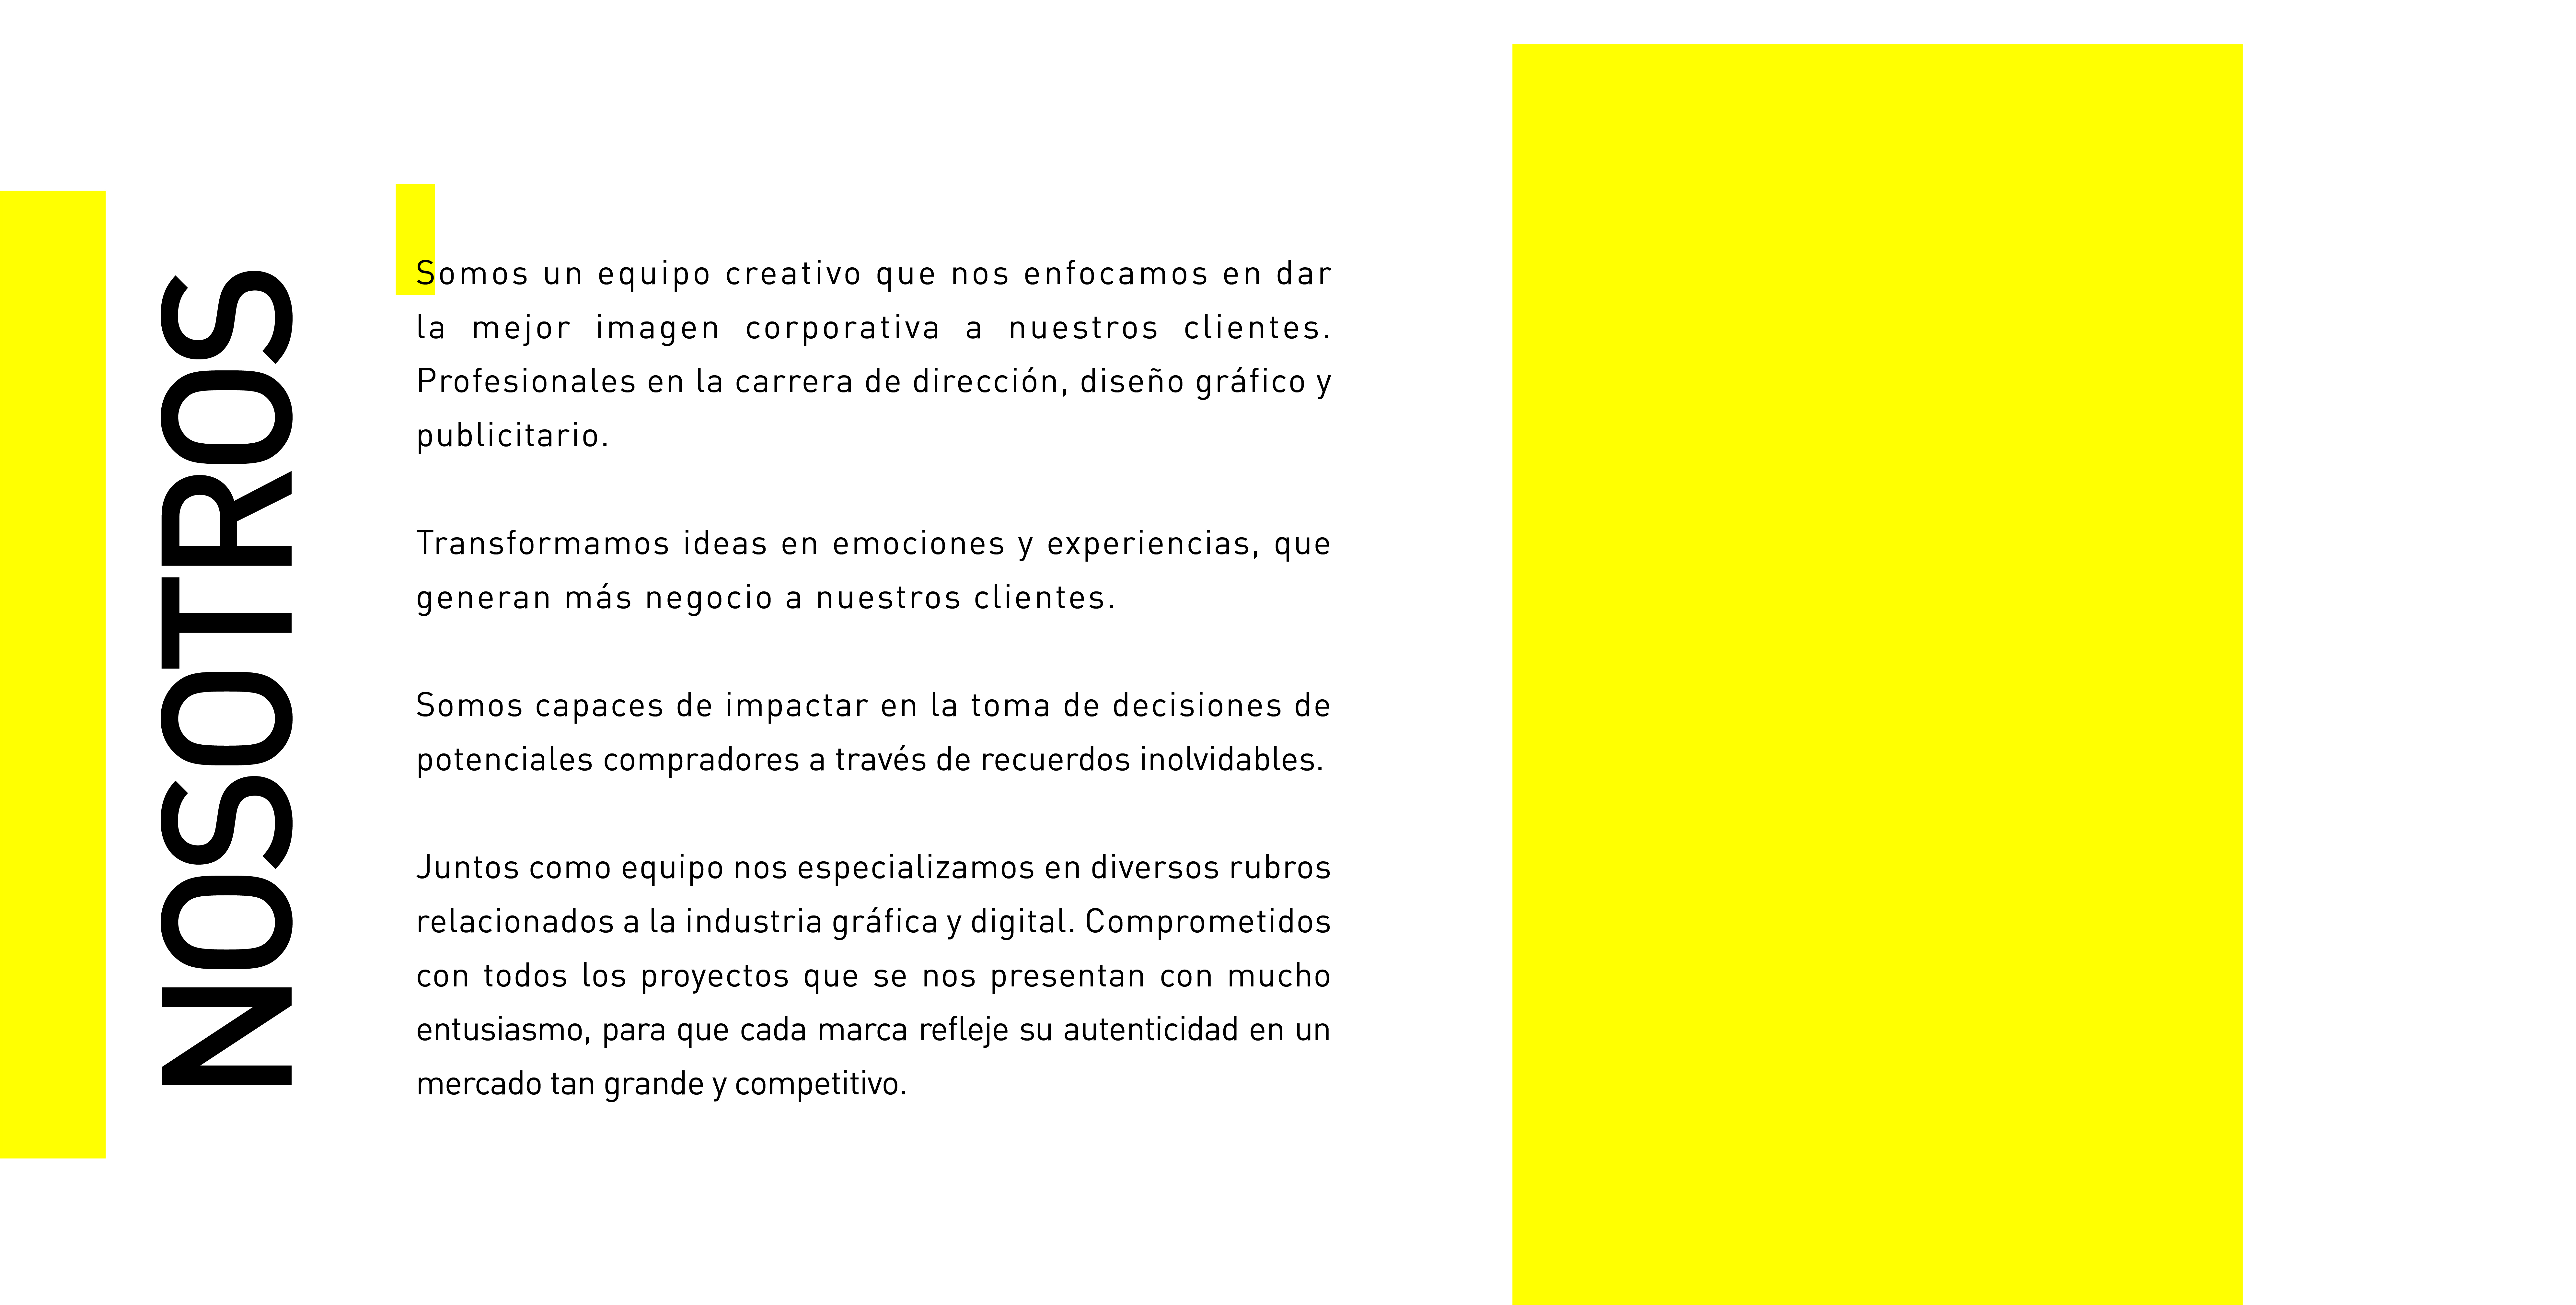 NOSOTROS
Somos un equipo creativo que nos enfocamos en dar
la mejor imagen corporativa a nuestros clientes.
Profesionales en la carrera de dirección, diseño gráfico y
publicitario.
Transformamos ideas en emociones y experiencias, que
generan más negocio a nuestros clientes.
Somos capaces de impactar en la toma de decisiones de
potenciales compradores a través de recuerdos inolvidables.
Juntos como equipo nos especializamos en diversos rubros
relacionados a la industria gráfica y digital. Comprometidos
con todos los proyectos que se nos presentan con mucho
entusiasmo, para que cada marca refleje su autenticidad en un
mercado tan grande y competitivo.